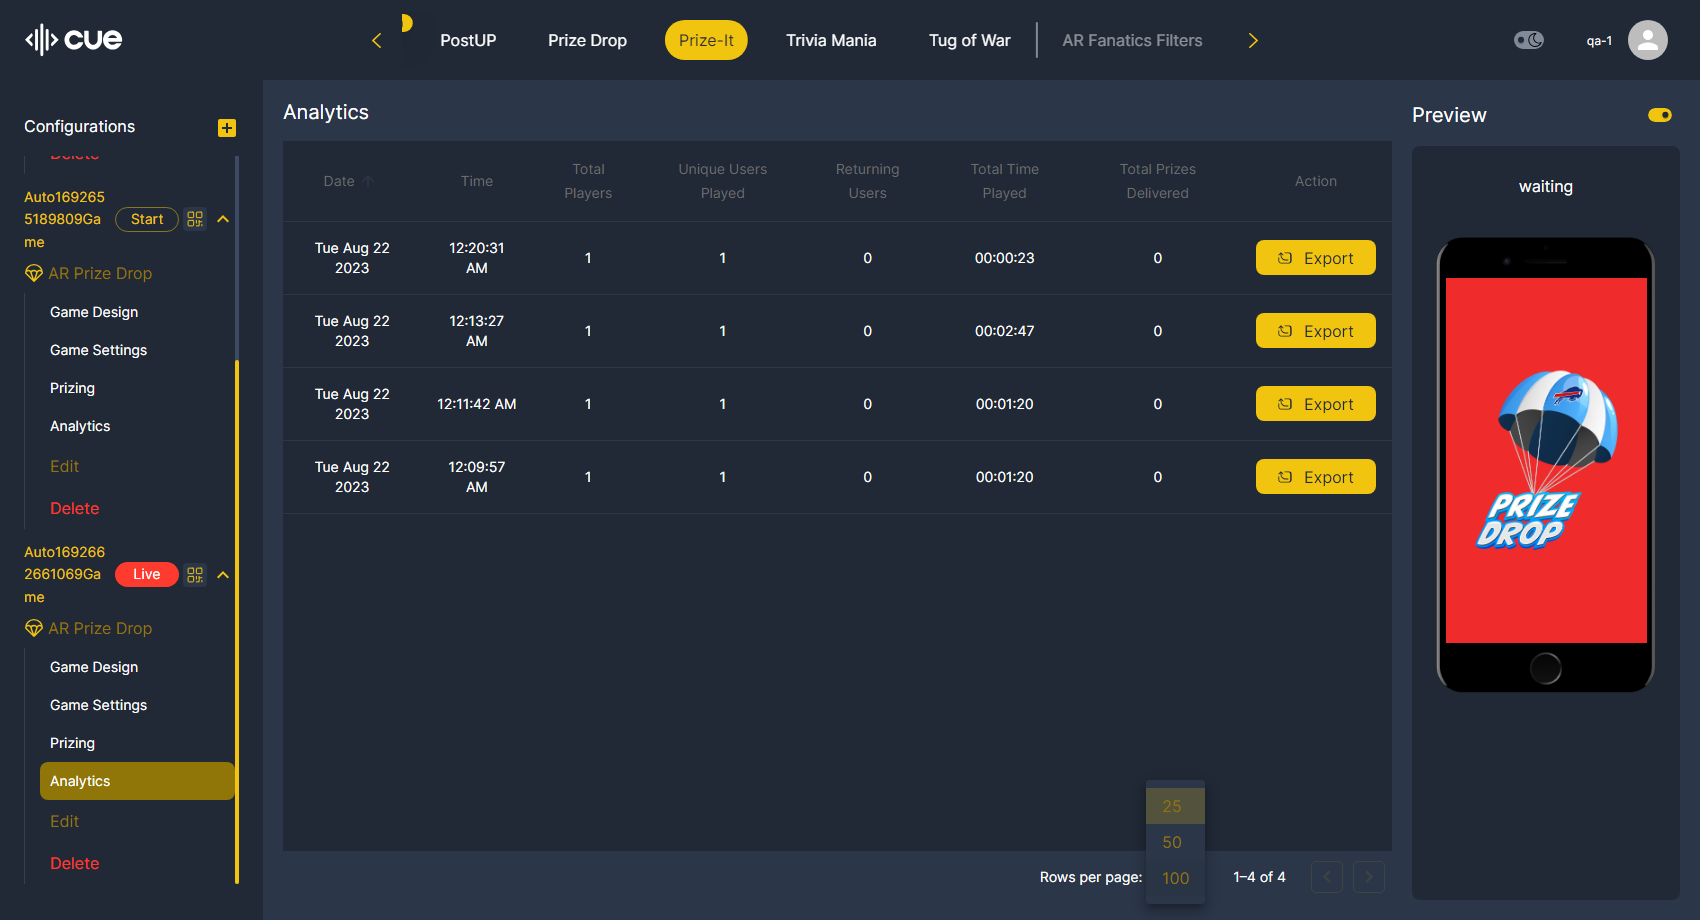 cue
PostUP
Prize Drop
Prize-It
Trivia Mania
Tug of War
AR Fanatics Filters
qa-1
Configurations
Delete
Auto169265
5189809Ga
me
Start
AR Prize Drop
Game Design
Game Settings
Prizing
Analytics
Edit
Delete
Auto169266
2661069Ga
me
Live
AR Prize Drop
Game Design
Game Settings
Prizing
Analytics
Edit
Delete
Analytics
Date
Time
Total
Players
Unique Users
Played
Returning
Users
Total Time
Played
Total Prizes
Delivered
Action
Tue Aug 22
2023
12:20:31
AM
1
1
0
00:00:23
0
Export
Tue Aug 22
2023
12:13:27
AM
1
1
0
00:02:47
0
Export
Tue Aug 22
2023
12:11:42 AM
1
1
0
00:01:20
0
Export
Tue Aug 22
2023
12:09:57
AM
1
1
0
00:01:20
0
Export
25
50
100
Rows per page:
1–4 of 4
Preview
waiting
PRIZE
DROP